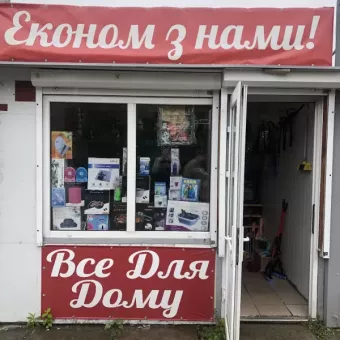 Економ з нами!
Все Для
Дому